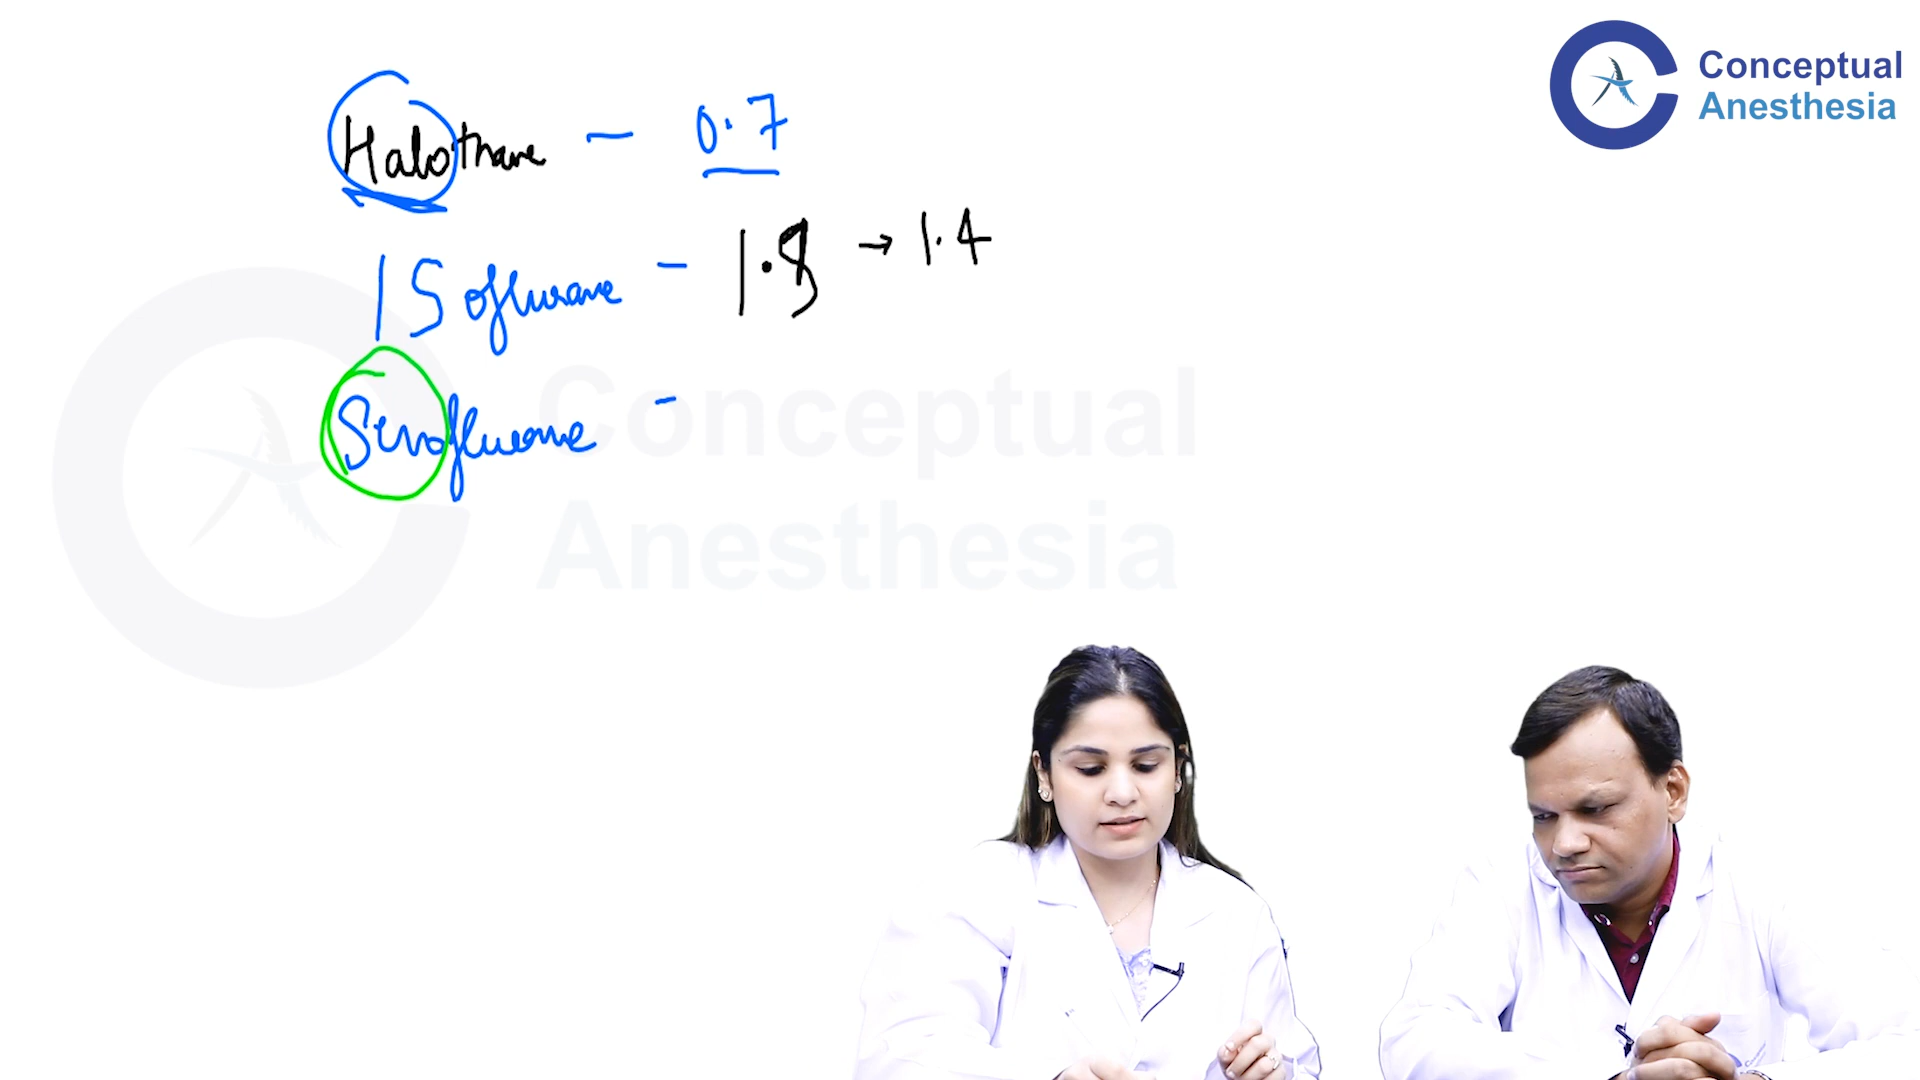 Conceptual
Anesthesia
Halothane - 0.7
ISoflurane - 1.8 → 1.4
Sevoflurane -
Conceptual
Anesthesia